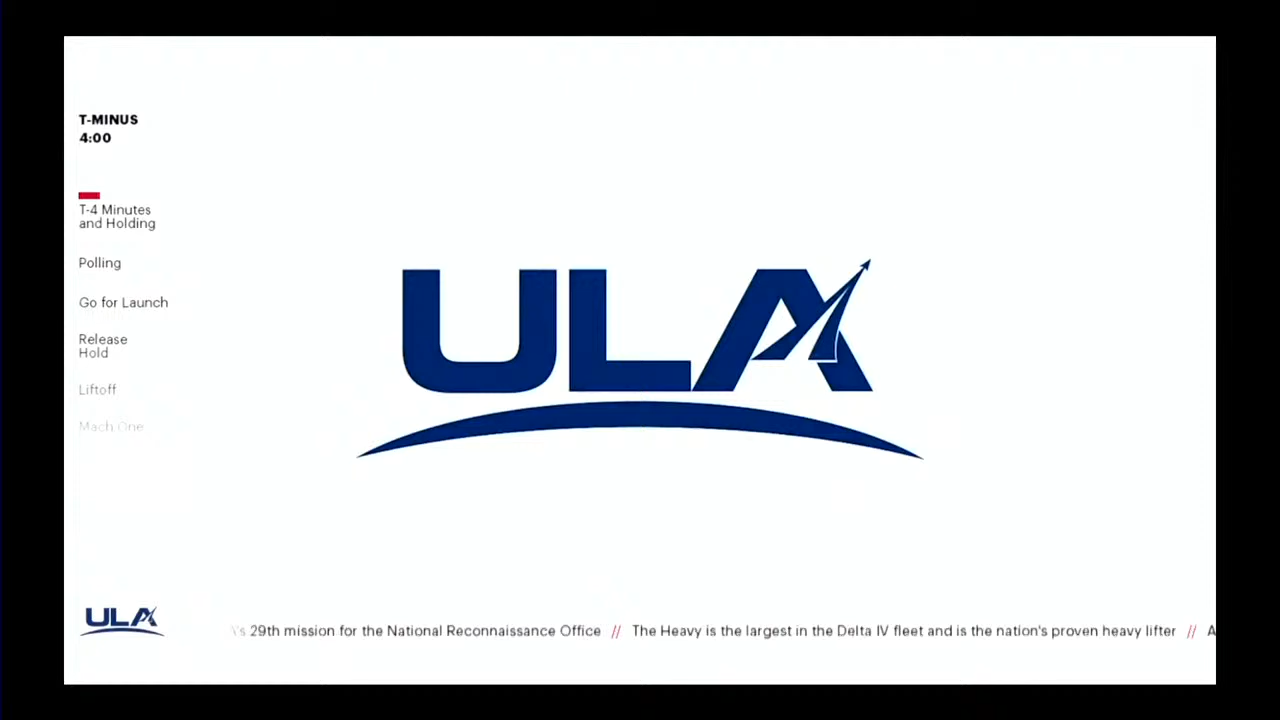 T-MINUS
4:00
T-4 Minutes
and Holding
Polling
Go for Launch
Release
Hold
Liftoff
Mach One
ULA
ULA
's 29th mission for the National Reconnaissance Office // The Heavy is the largest in the Delta IV fleet and is the nation's proven heavy lifter // A